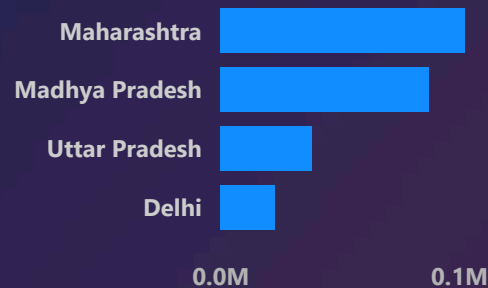 Maharashtra
Madhya Pradesh
Uttar Pradesh
Delhi
0.0M 0.1M